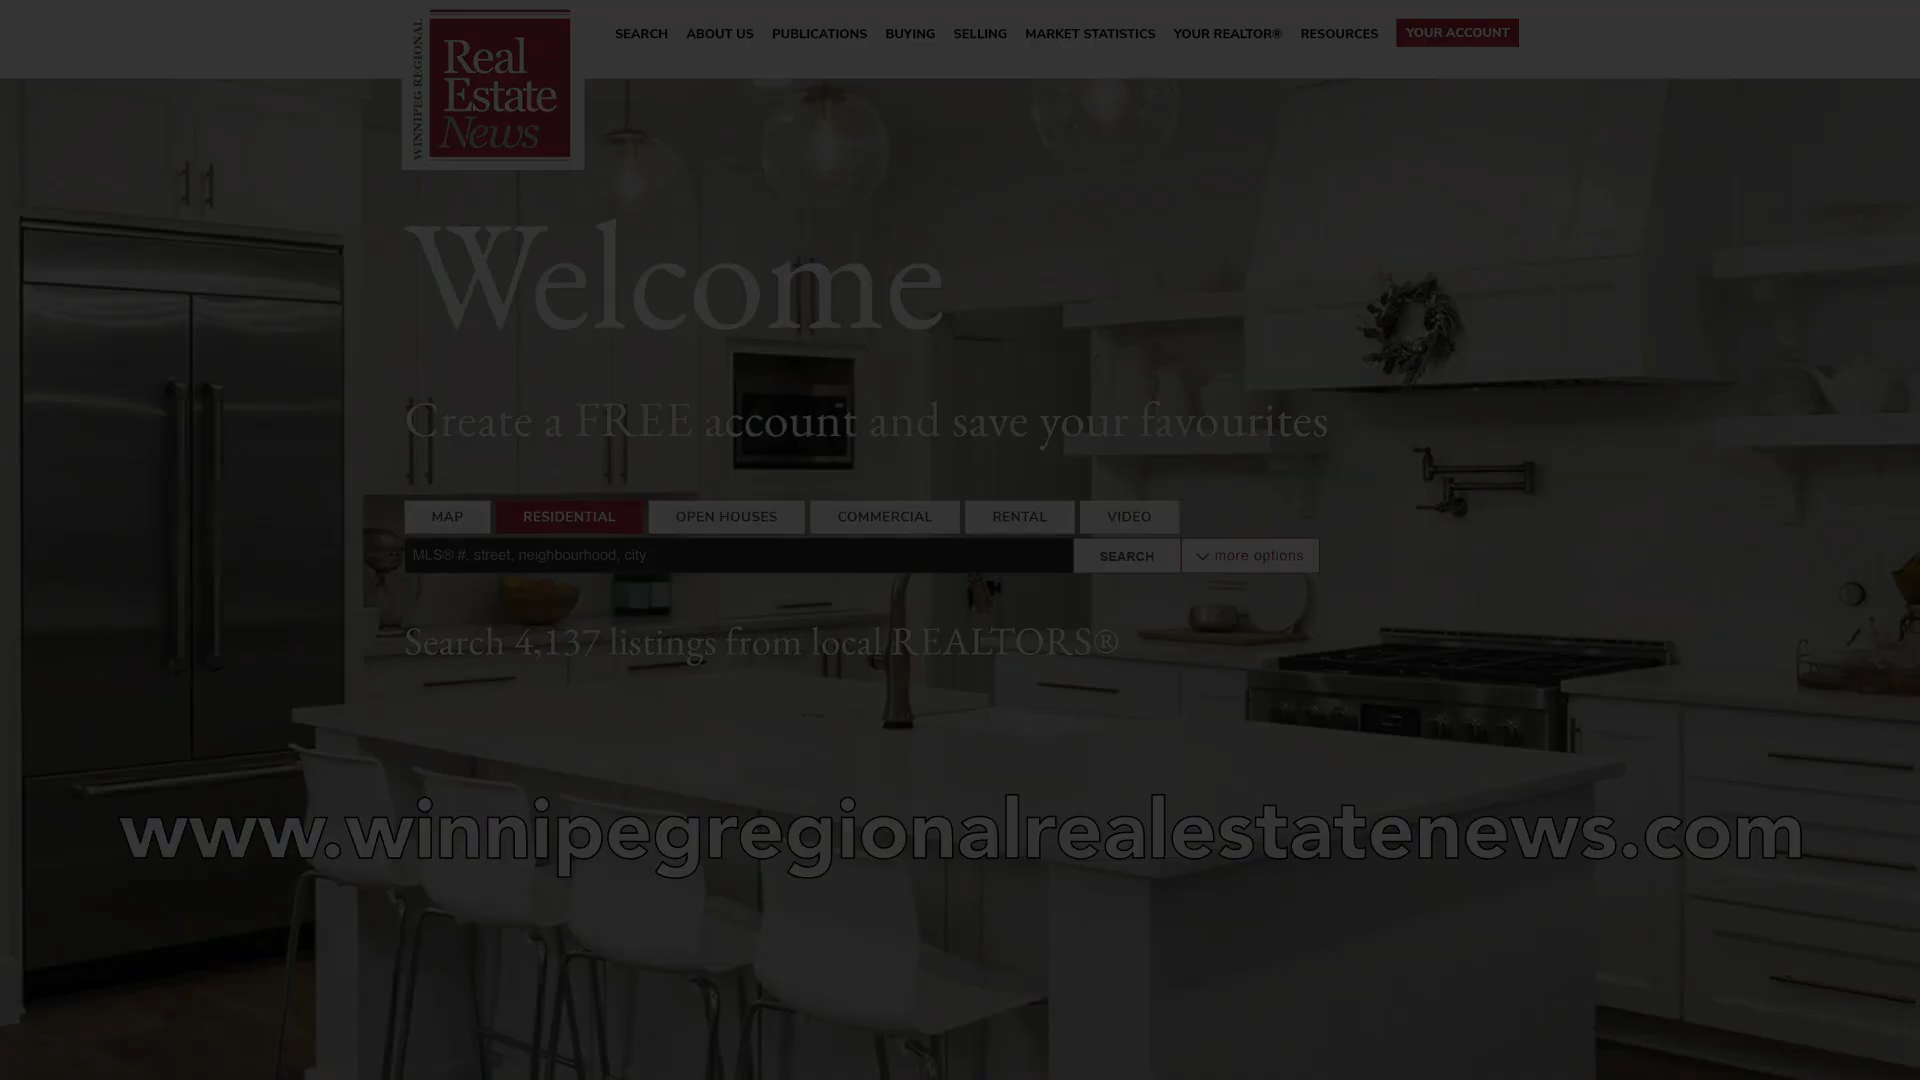 WINNIPEG REGIONAL
Real
Estate
News
SEARCH ABOUT US PUBLICATIONS BUYING SELLING MARKET STATISTICS YOUR REALTOR® RESOURCES YOUR ACCOUNT
Welcome
Create a FREE account and save your favourites
MAP RESIDENTIAL OPEN HOUSES COMMERCIAL RENTAL VIDEO
MLS® #, street, neighbourhood, city SEARCH more options
Search 4,137 listings from local REALTORS®
www.winnipegregionalrealestatenews.com